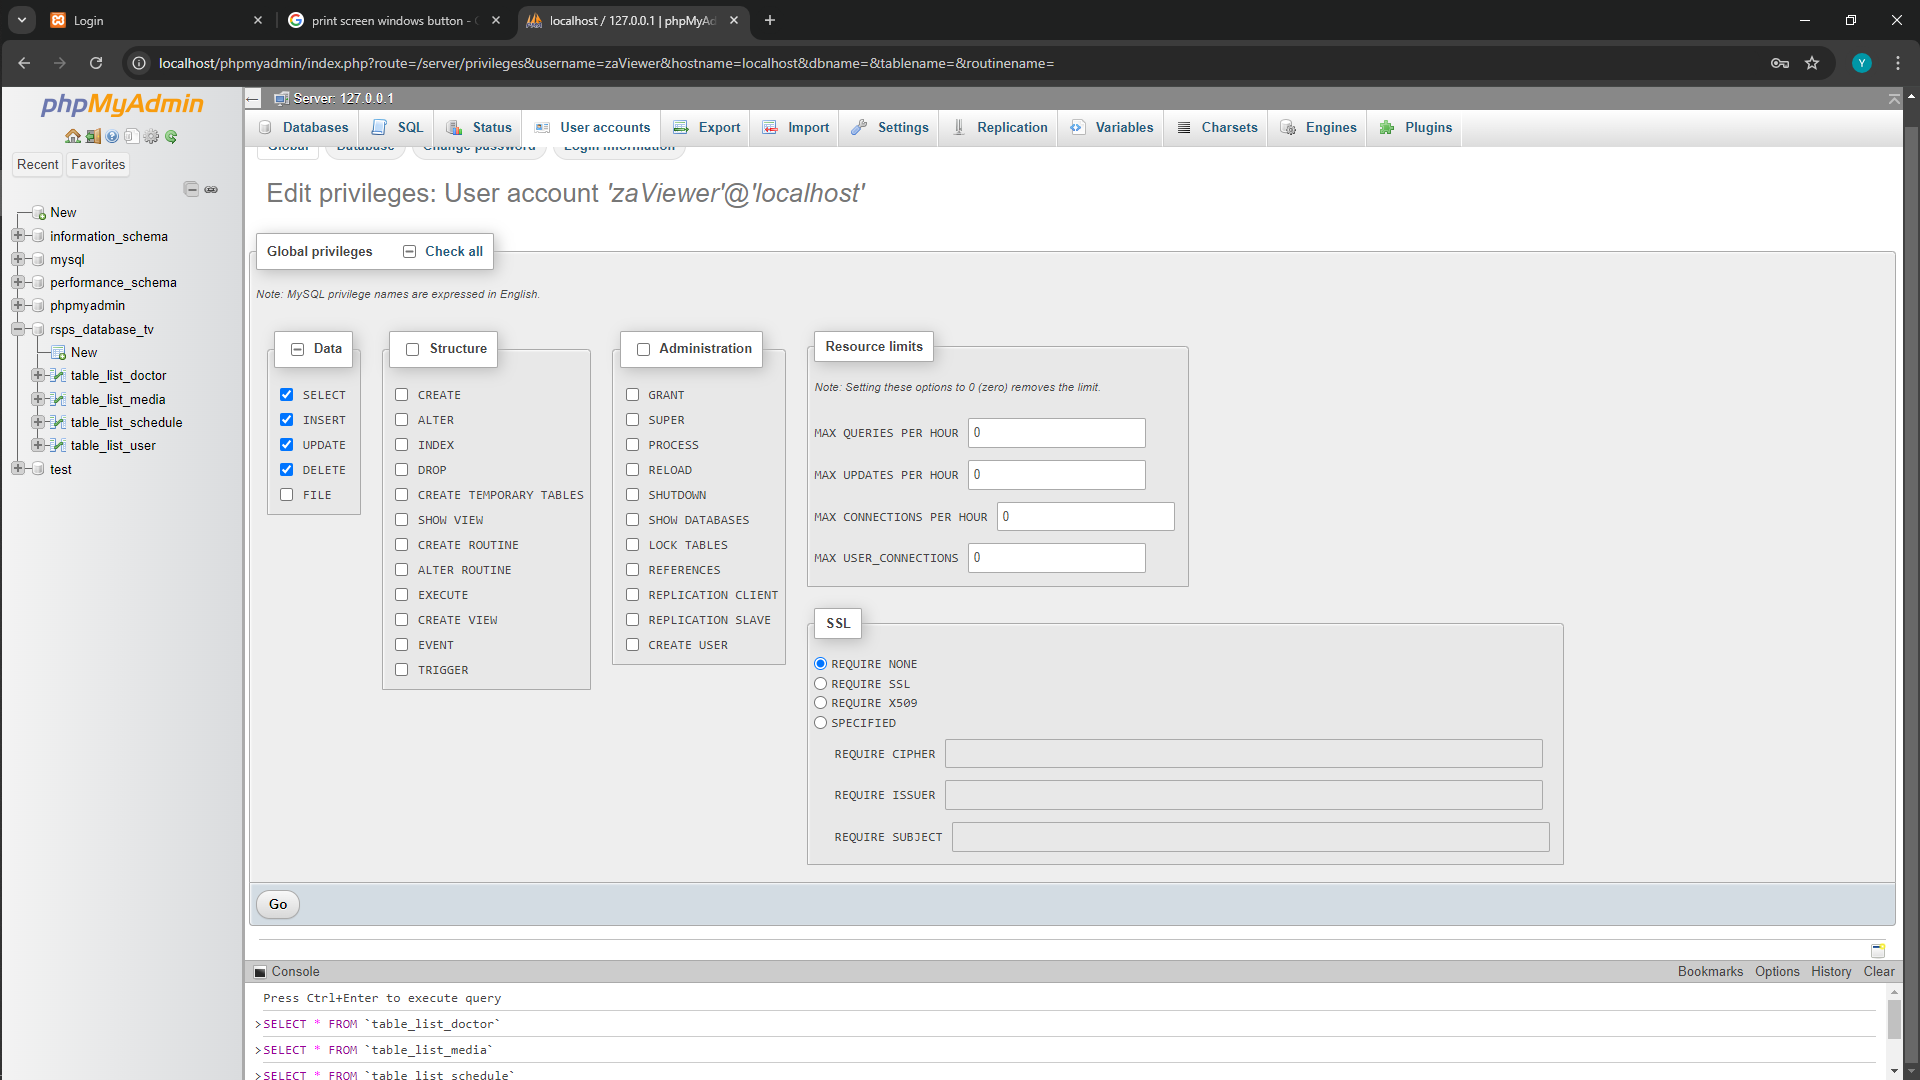 Login
print screen windows button -
localhost / 127.0.0.1 | phpMyAd
localhost/phpmyadmin/index.php?route=/server/privileges&username=zaViewer&hostname=localhost&dbname=&tablename=&routinename=
Y
phpMyAdmin
Recent
Favorites
New
information_schema
mysql
performance_schema
phpmyadmin
rsps_database_tv
New
table_list_doctor
table_list_media
table_list_schedule
table_list_user
test
Server: 127.0.0.1
Databases
SQL
Status
User accounts
Export
Import
Settings
Replication
Variables
Charsets
Engines
Plugins
Global
Database
Change password
Login Information
Edit privileges: User account 'zaViewer'@'localhost'
Global privileges
Check all
Note: MySQL privilege names are expressed in English.
Data
SELECT
INSERT
UPDATE
DELETE
FILE
Structure
CREATE
ALTER
INDEX
DROP
CREATE TEMPORARY TABLES
SHOW VIEW
CREATE ROUTINE
ALTER ROUTINE
EXECUTE
CREATE VIEW
EVENT
TRIGGER
Administration
GRANT
SUPER
PROCESS
RELOAD
SHUTDOWN
SHOW DATABASES
LOCK TABLES
REFERENCES
REPLICATION CLIENT
REPLICATION SLAVE
CREATE USER
Resource limits
Note: Setting these options to 0 (zero) removes the limit.
MAX QUERIES PER HOUR 0
MAX UPDATES PER HOUR 0
MAX CONNECTIONS PER HOUR 0
MAX USER_CONNECTIONS 0
SSL
REQUIRE NONE
REQUIRE SSL
REQUIRE X509
SPECIFIED
REQUIRE CIPHER
REQUIRE ISSUER
REQUIRE SUBJECT
Go
Console
Bookmarks
Options
History
Clear
Press Ctrl+Enter to execute query
>SELECT * FROM `table_list_doctor`
>SELECT * FROM `table_list_media`
>SELECT * FROM `table_list_schedule`